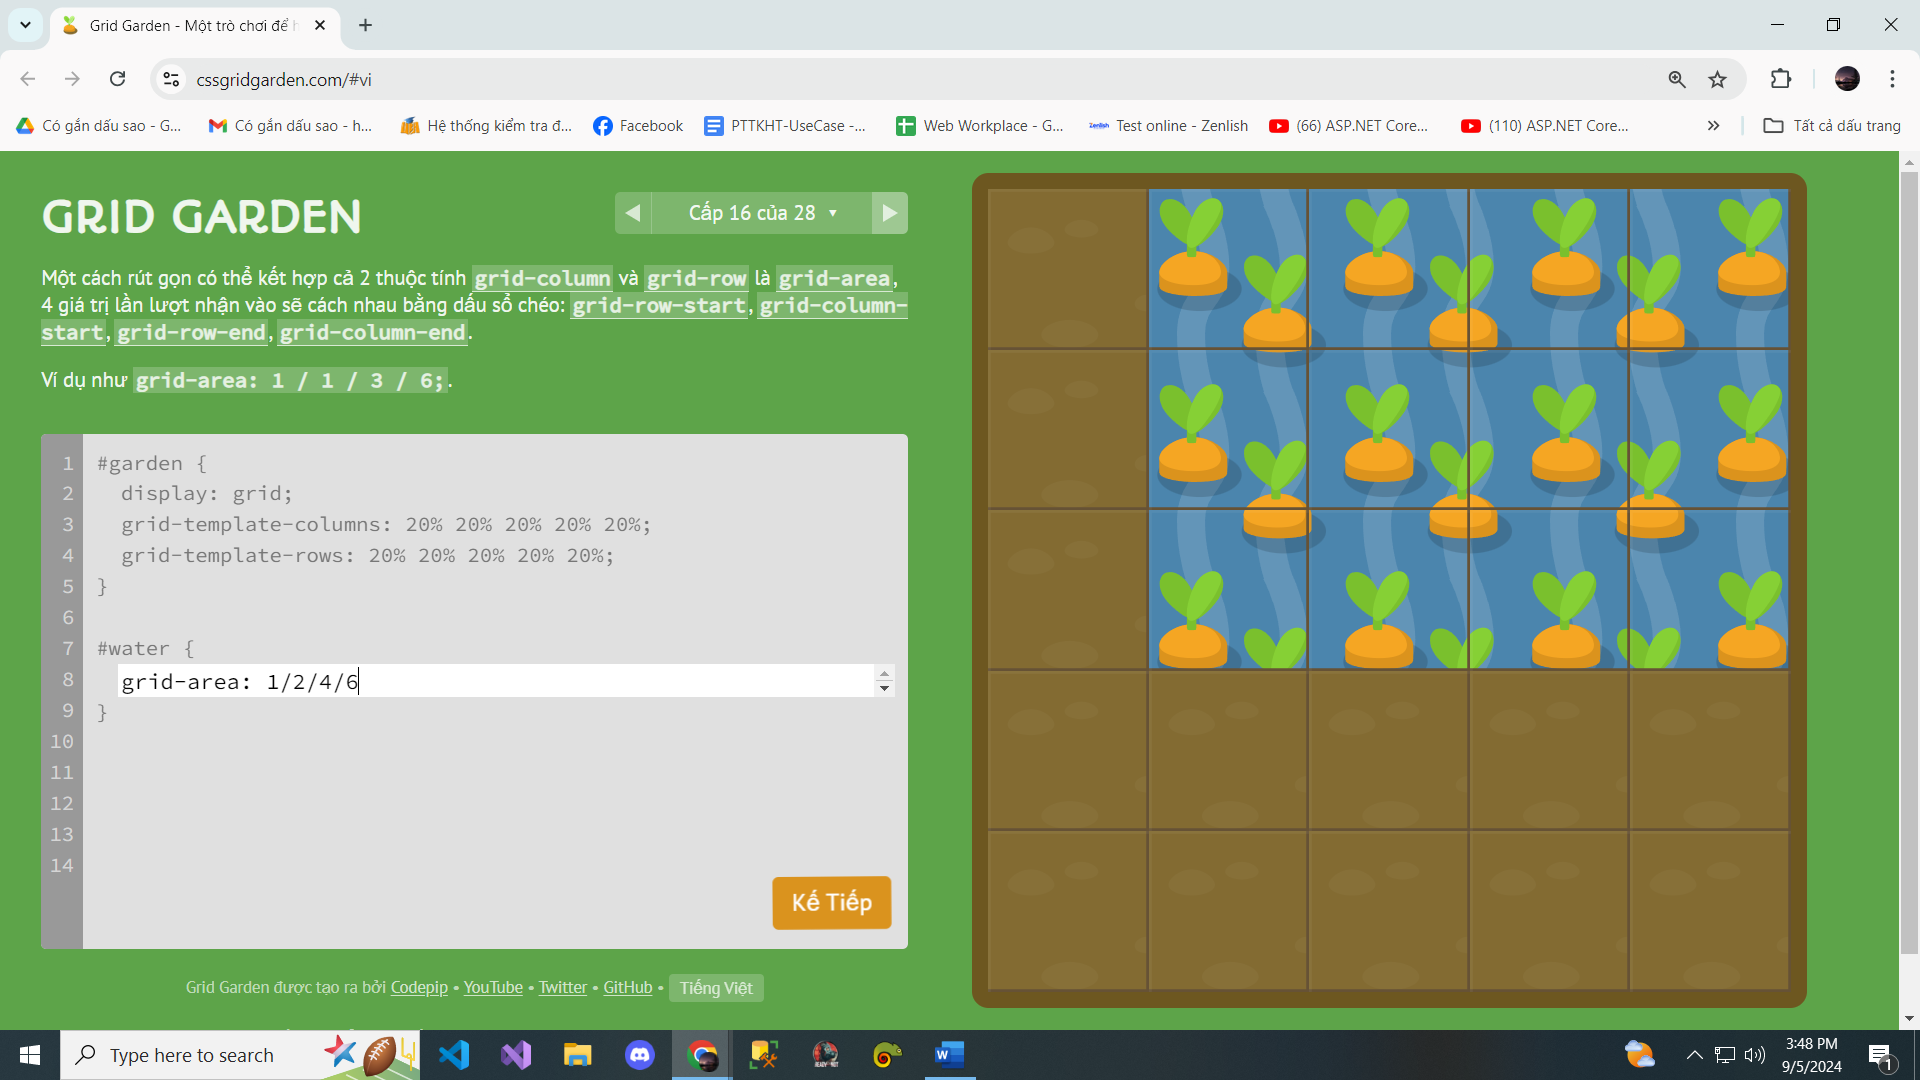 Grid Garden - Một trò chơi để h
cssgridgarden.com/#vi
Có gắn dấu sao - G...
Có gắn dấu sao - h...
Hệ thống kiểm tra đ...
Facebook
PTTKHT-UseCase -...
Web Workplace - G...
Zenlish
Test online - Zenlish
(66) ASP.NET Core...
(110) ASP.NET Core...
Tất cả dấu trang
GRID GARDEN
Cấp 16 của 28
Một cách rút gọn có thể kết hợp cả 2 thuộc tính grid-column và grid-row là grid-area,
4 giá trị lần lượt nhận vào sẽ cách nhau bằng dấu sổ chéo: grid-row-start, grid-column-
start, grid-row-end, grid-column-end.
Ví dụ như grid-area: 1 / 1 / 3 / 6;.
1 #garden {
2 display: grid;
3 grid-template-columns: 20% 20% 20% 20% 20%;
4 grid-template-rows: 20% 20% 20% 20% 20%;
5 }
6
7 #water {
8 grid-area: 1/2/4/6
9 }
10
11
12
13
14
Kế Tiếp
Grid Garden được tạo ra bởi Codepip • YouTube • Twitter • GitHub • Tiếng Việt
Type here to search
READY OR NOT
W
3:48 PM
9/5/2024
1